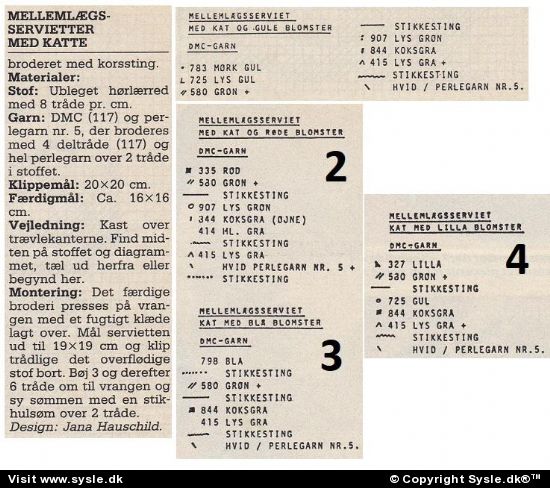 MELLEMLÆGS-
SERVIETTER
MED KATTE
broderet med korssting.
Materialer:
Stof: Ubleget hørlærred
med 8 tråde pr. cm.
Garn: DMC (117) og per-
legarn nr. 5, der broderes
med 4 deltråde (117) og
hel perlegarn over 2 tråde
i stoffet.
Klippemål: 20×20 cm.
Færdigmål: Ca. 16×16
cm.
Vejledning: Kast over
trævlekanterne. Find mid-
ten på stoffet og diagram-
met, tæl ud herfra eller
begynd her.
Montering: Det færdige
broderi presses på vran-
gen med et fugtigt klæde
lagt over. Mål servietten
ud til 19×19 cm og klip
trådlige det overflødige
stof bort. Bøj 3 og derefter
6 tråde om til vrangen og
sy sømmen med en stik-
hulsøm over 2 tråde.
Design: Jana Hauschild.
MELLEMLÆGSSERVIET
MED KAT OG GULE BLOMSTER
DMC-GARN
783 MØRK GUL
725 LYS GUL
580 GRØN +
STIKKESTING
907 LYS GRØN
844 KOKSGRA
415 LYS GRA +
STIKKESTING
HVID / PERLEGARN NR.5.
MELLEMLÆGSSERVIET
MED KAT OG RØDE BLOMSTER
DMC-GARN
2
335 RØD
580 GRØN +
STIKKESTING
907 LYS GRØN
844 KOKSGRA (ØJNE)
414 ML. GRA
STIKKESTING
415 LYS GRA
HVID PERLEGARN NR. 5 +
STIKKESTING
MELLEMLÆGSSERVIET
KAT MED BLÅ BLOMSTER
DMC-GARN
3
798 BLA
STIKKESTING
580 GRØN +
STIKKESTING
844 KOKSGRA
415 LYS GRA
STIKKESTING
HVID / PERLEGARN NR.5.
MELLEMLÆGSSERVIET
KAT MED LILLA BLOMSTER
DMC-GARN
4
327 LILLA
580 GRØN +
STIKKESTING
725 GUL
844 KOKSGRA
415 LYS GRA +
STIKKESTING
HVID / PERLEGARN NR.5.
Visit www.sysle.dk
© Copyright Sysle.dk®™